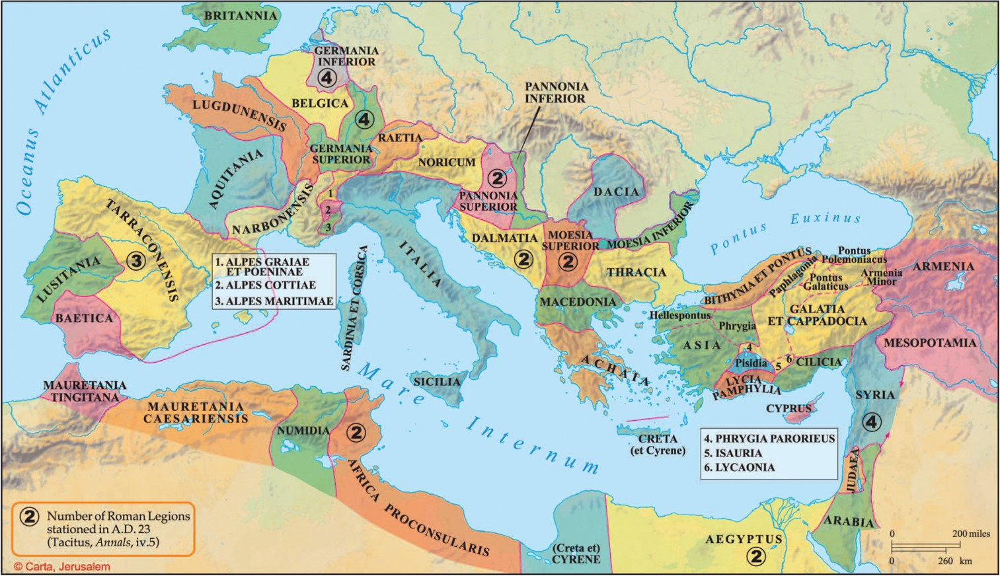 BRITANNIA
Oceanus Atlanticus
GERMANIA
INFERIOR
4
BELGICA
LUGDUNENSIS
4
GERMANIA
SUPERIOR
RAETIA
NORICUM
PANNONIA
INFERIOR
2
PANNONIA
SUPERIOR
DACIA
AQUITANIA
NARBONENSIS
1
2
3
TARRACONENSIS
3
LUSITANIA
BAETICA
1. ALPES GRAIAE
ET POENINAE
2. ALPES COTTIAE
3. ALPES MARITIMAE
ITALIA
SARDINIA ET CORSICA
SICILIA
DALMATIA
2
MOESIA
SUPERIOR
2
MOESIA INFERIOR
THRACIA
MACEDONIA
ACHAIA
Pontus Euxinus
BITHYNIA ET PONTUS
Paphlagonia
Pontus
Polemoniacus
Pontus
Galaticus
Armenia
Minor
ARMENIA
Hellespontus
Phrygia
ASIA
GALATIA
ET CAPPADOCIA
4
Pisidia
5
6
CILICIA
LYCIA
PAMPHYLIA
MESOPOTAMIA
SYRIA
4
CYPRUS
CRETA
(et Cyrene)
4. PHRYGIA PARORIEUS
5. ISAURIA
6. LYCAONIA
JUDAEA
ARABIA
Mare Internum
MAURETANIA
TINGITANA
MAURETANIA
CAESARIENSIS
NUMIDIA
2
AFRICA PROCONSULARIS
(Creta et)
CYRENE
AEGYPTUS
2
2 Number of Roman Legions
stationed in A.D. 23
(Tacitus, Annals, iv.5)
© Carta, Jerusalem
0 200 miles
0 260 km